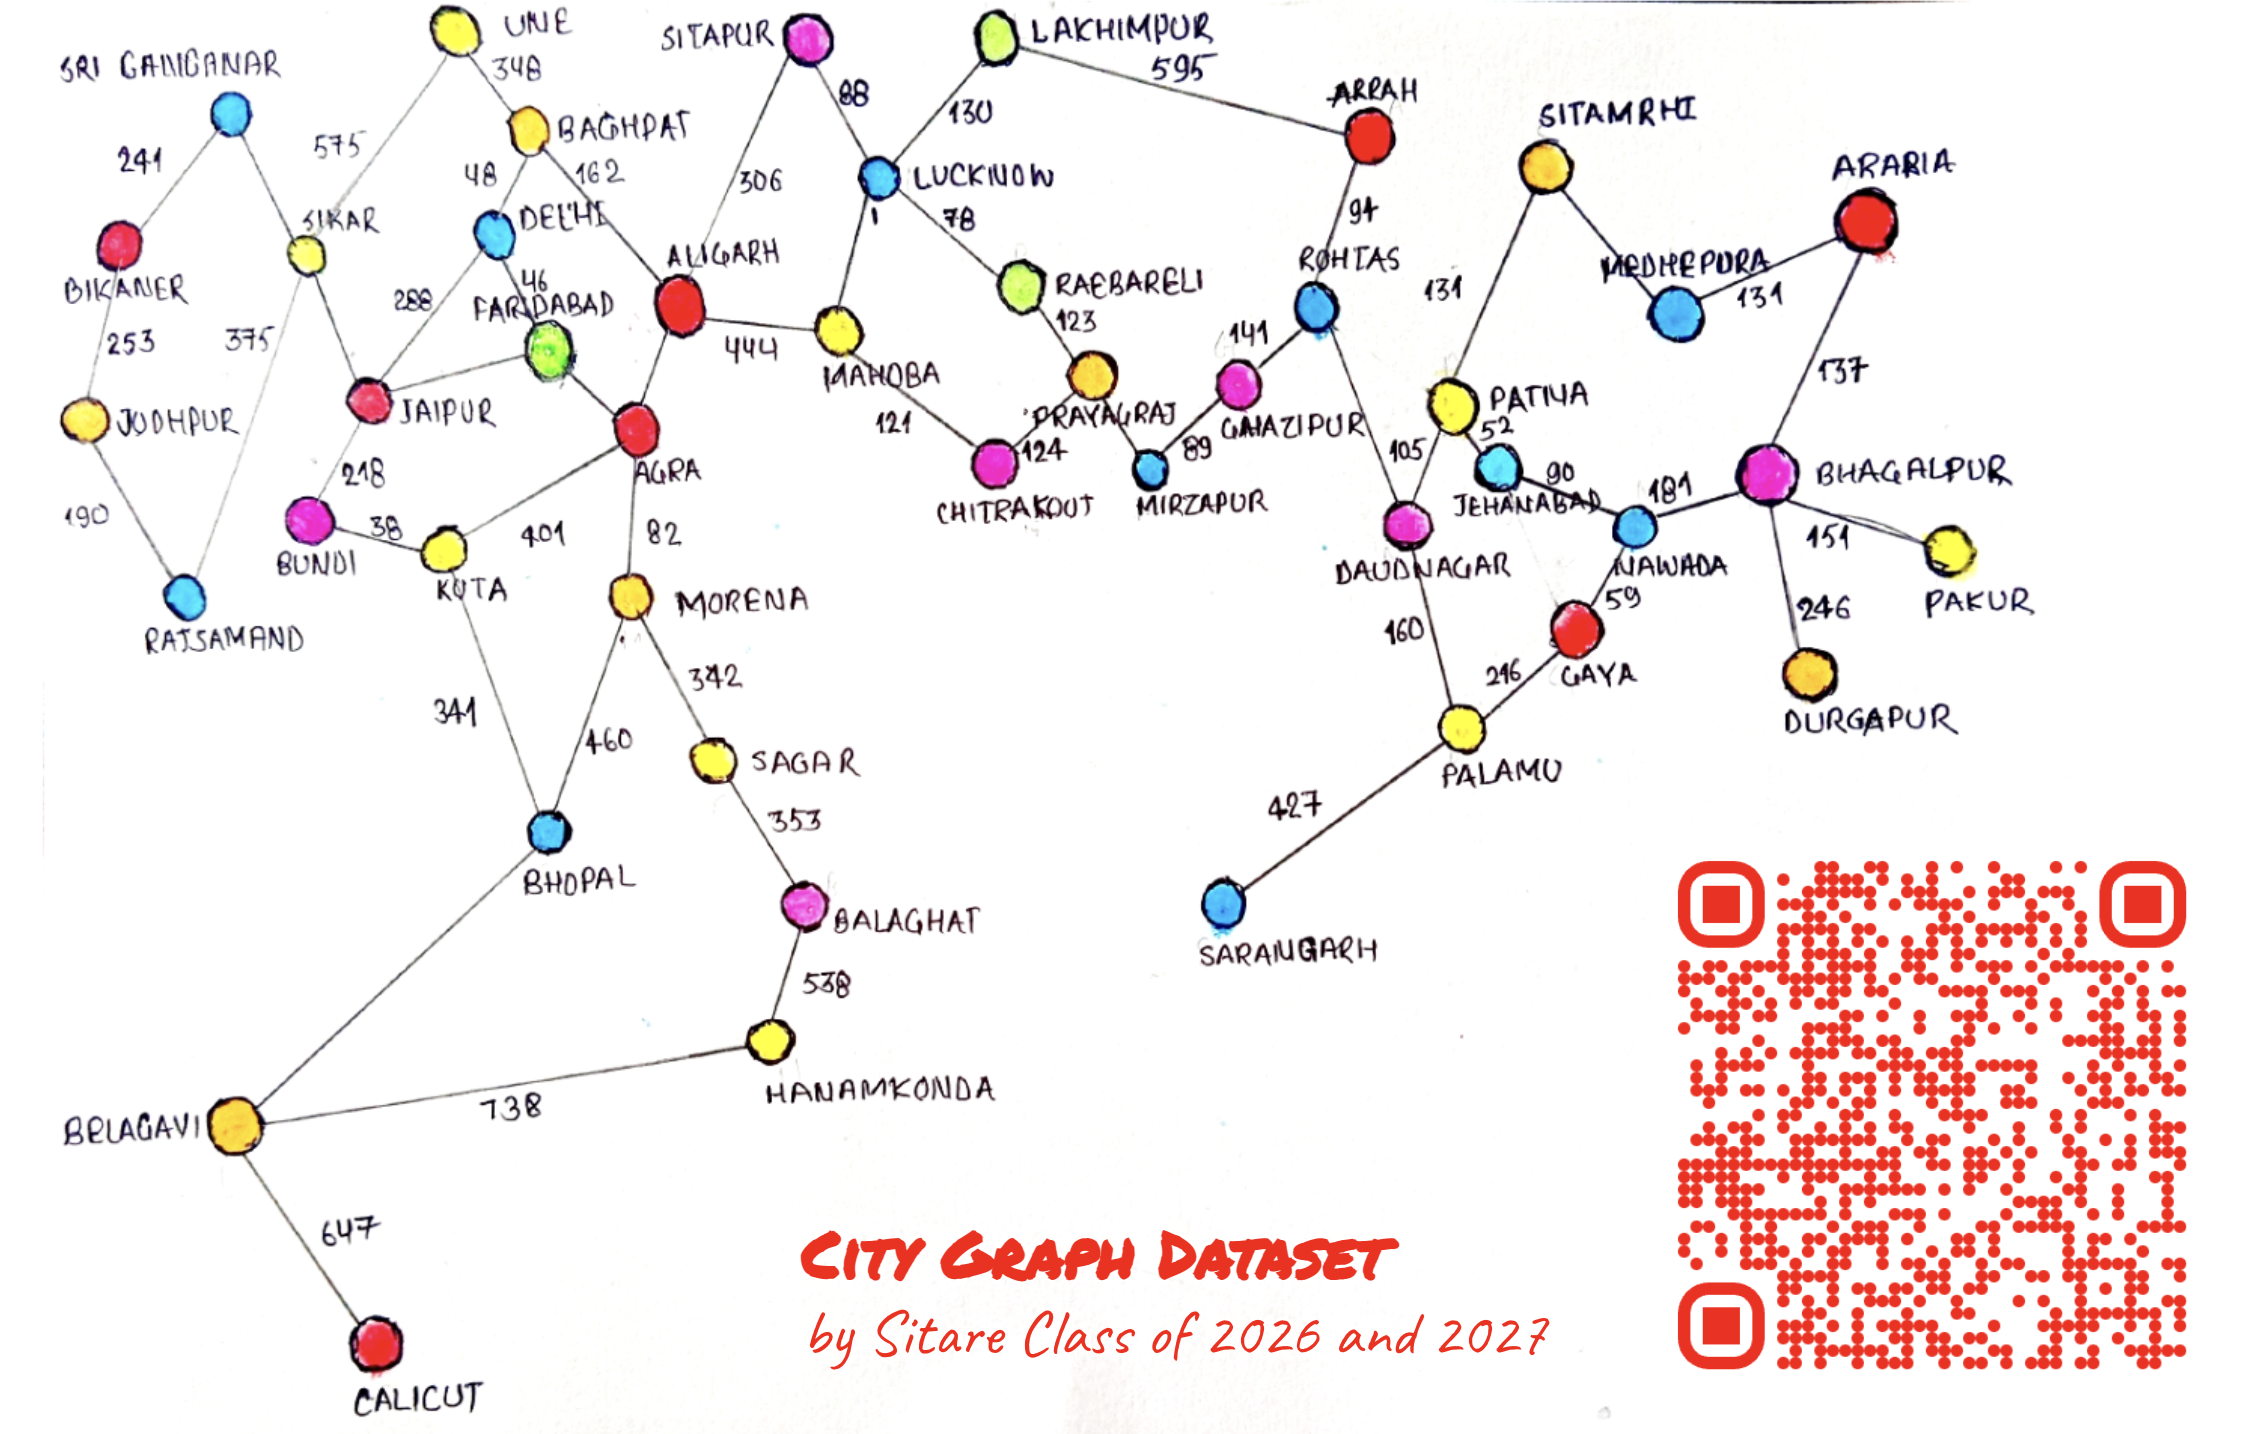 UNE
SITAPUR
LAKHIMPUR
SRI GANGANAR
348
595
88
ARRAH
130
SITAMRHI
BAGHPAT
575
241
48
162
306
LUCKNOW
ARARIA
SIKAR
DELHI
78
94
ALIGARH
ROHTAS
MEDHEPURA
BIKANER
46
RAEBARELI
131
131
288
FARIDABAD
123
253
375
444
141
137
MAHOBA
JODHPUR
JAIPUR
PRAYAGRAJ
GHAZIPUR
PATNA
121
52
124
89
105
218
AGRA
90
BHAGALPUR
181
CHITRAKOUT
MIRZAPUR
JEHANABAD
190
38
401
82
151
BUNDI
DAUDNAGAR
NAWADA
KOTA
59
MORENA
PAKUR
246
RAJSAMAND
160
342
216
GAYA
341
DURGAPUR
460
SAGAR
PALAMU
427
353
BHOPAL
BALAGHAT
SARANGARH
538
HANAMKONDA
738
BELAGAVI
647
CITY GRAPH DATASET
by Sitare Class of 2026 and 2027
CALICUT